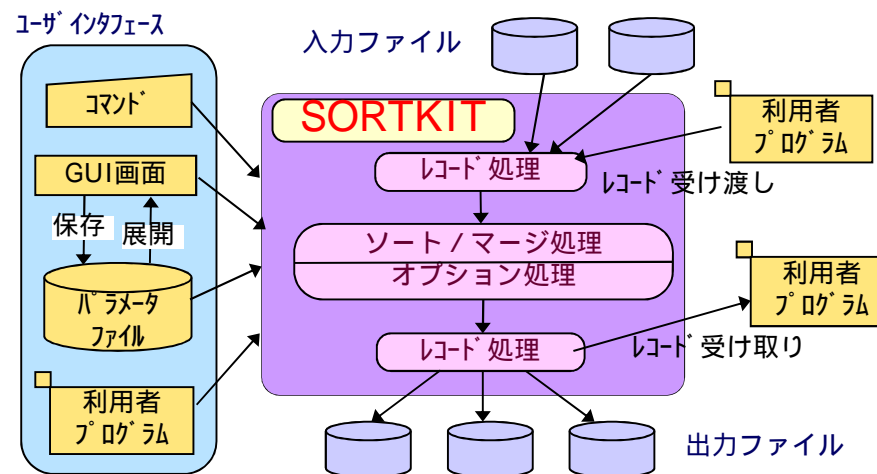 ﾕｰｻﾞｲﾝﾀﾌｪｰｽ
入力ファイル
ｺﾏﾝﾄﾞ
SORTKIT
利用者
ﾌﾟﾛｸﾞﾗﾑ
GUI画面
ﾚｺｰﾄﾞ処理
ﾚｺｰﾄﾞ受け渡し
保存
展開
ソート / マージ処理
オプション処理
利用者
ﾌﾟﾛｸﾞﾗﾑ
ﾊﾟﾗﾒｰﾀ
ﾌｧｲﾙ
ﾚｺｰﾄﾞ処理
ﾚｺｰﾄﾞ受け取り
利用者
ﾌﾟﾛｸﾞﾗﾑ
出力ファイル